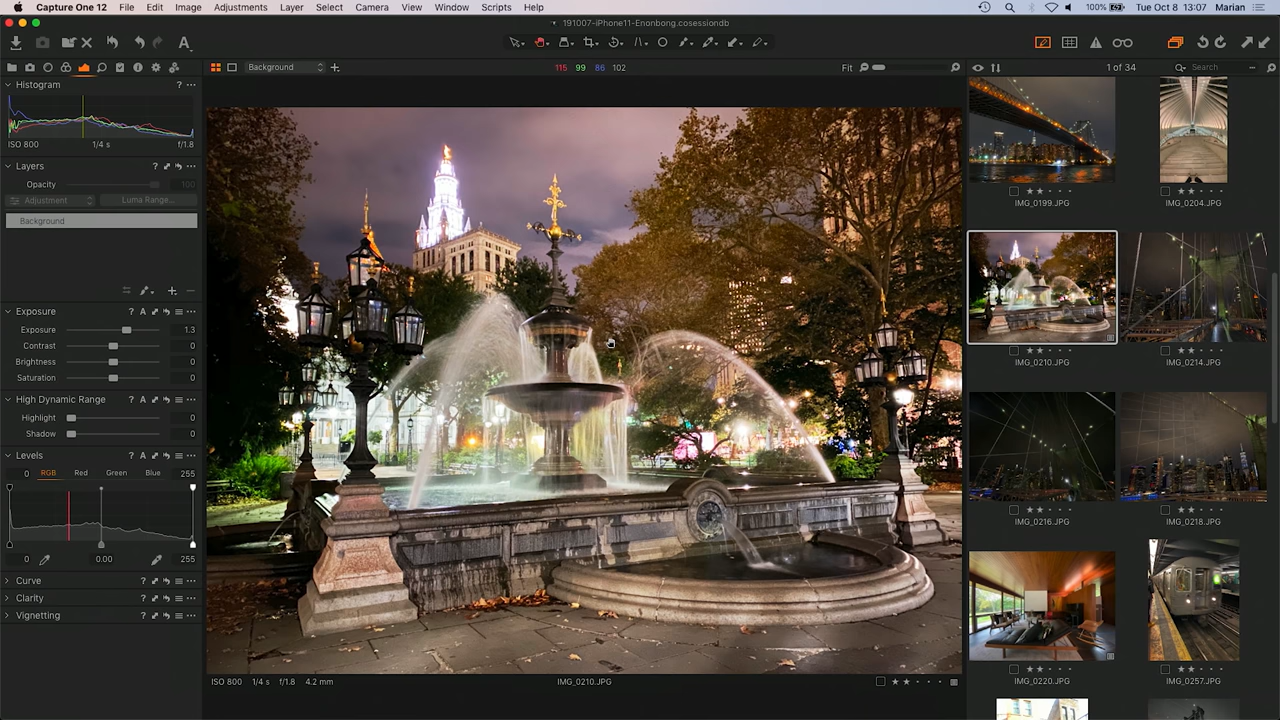 Capture One 12 File Edit Image Adjustments Layer Select Camera View Window Scripts Help 100% Tue Oct 8 13:07 Marian
191007-iPhone11-Enonbong.cosessiondb
Background 115 99 86 102 Fit 1 of 34 Search
Histogram
ISO 800 1/4 s f/1.8
Layers
Opacity 100
Adjustment Luma Range...
Background
Exposure
Exposure 1.3
Contrast 0
Brightness 0
Saturation 0
High Dynamic Range
Highlight 0
Shadow 0
Levels
0 RGB Red Green Blue 255
0 0.00 255
Curve
Clarity
Vignetting
ISO 800 1/4 s f/1.8 4.2 mm IMG_0210.JPG
IMG_0199.JPG IMG_0204.JPG
IMG_0210.JPG IMG_0214.JPG
IMG_0216.JPG IMG_0218.JPG
IMG_0220.JPG IMG_0257.JPG